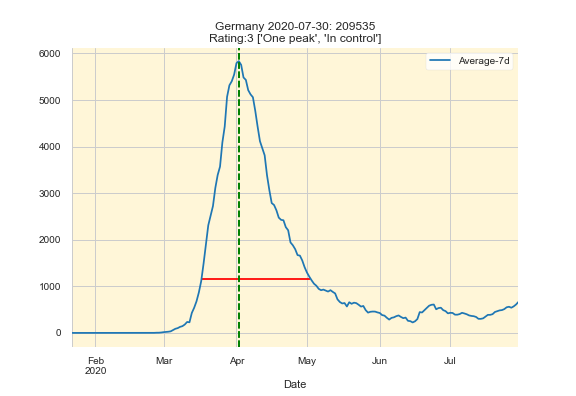 Germany 2020-07-30: 209535
Rating:3 ['One peak', 'In control']
Average-7d
6000
5000
4000
3000
2000
1000
0
Feb Mar Apr May Jun Jul
2020
Date